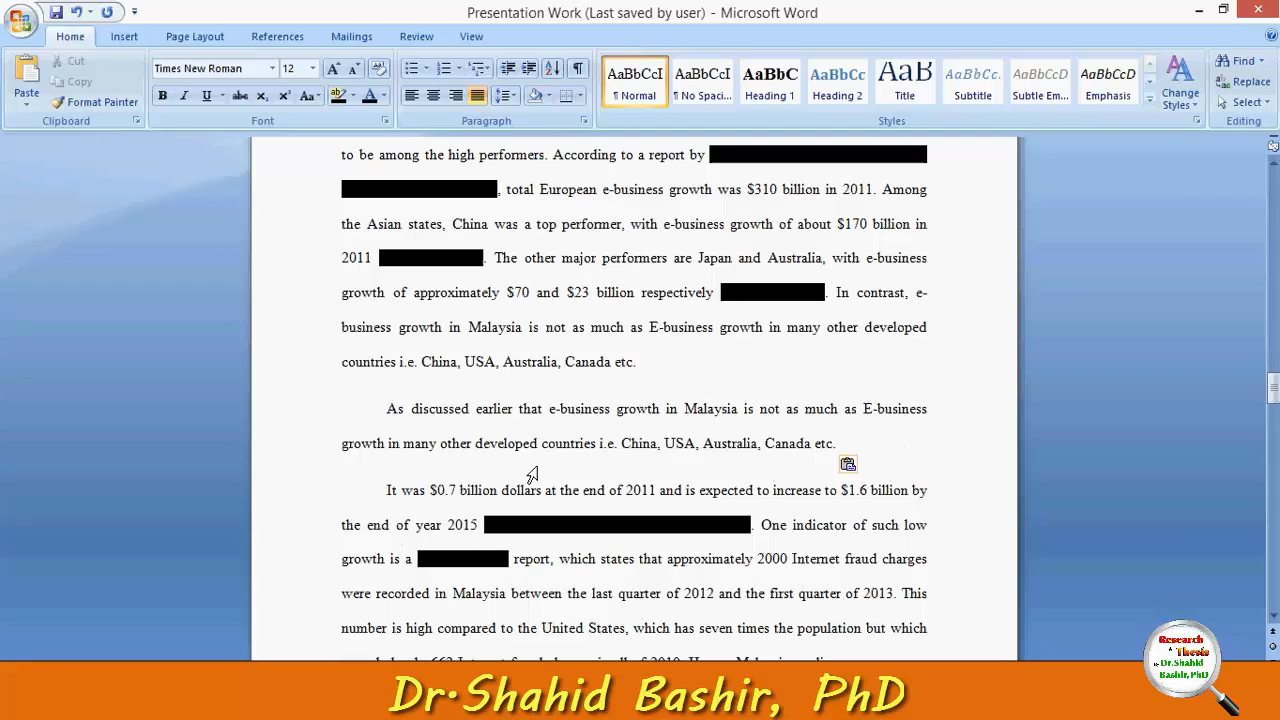 Presentation Work (Last saved by user) - Microsoft Word
Home Insert Page Layout References Mailings Review View
Paste
Cut
Copy
Format Painter
Clipboard
Times New Roman 12
B I U abc x₂ x² Aa
Font
Paragraph
AaBbCcI AaBbCcI AaBbC AaBbCc AaB AaBbCc. AaBbCcD AaBbCcD
¶ Normal ¶ No Spaci... Heading 1 Heading 2 Title Subtitle Subtle Em... Emphasis
Change Styles
Styles
Find
Replace
Select
Editing
to be among the high performers. According to a report by
, total European e-business growth was $310 billion in 2011. Among
the Asian states, China was a top performer, with e-business growth of about $170 billion in
2011 . The other major performers are Japan and Australia, with e-business
growth of approximately $70 and $23 billion respectively . In contrast, e-
business growth in Malaysia is not as much as E-business growth in many other developed
countries i.e. China, USA, Australia, Canada etc.
As discussed earlier that e-business growth in Malaysia is not as much as E-business
growth in many other developed countries i.e. China, USA, Australia, Canada etc.
It was $0.7 billion dollars at the end of 2011 and is expected to increase to $1.6 billion by
the end of year 2015 . One indicator of such low
growth is a report, which states that approximately 2000 Internet fraud charges
were recorded in Malaysia between the last quarter of 2012 and the first quarter of 2013. This
number is high compared to the United States, which has seven times the population but which
Research
Thesis
Dr.Shahid
Bashir, PhD
Dr.Shahid Bashir, PhD